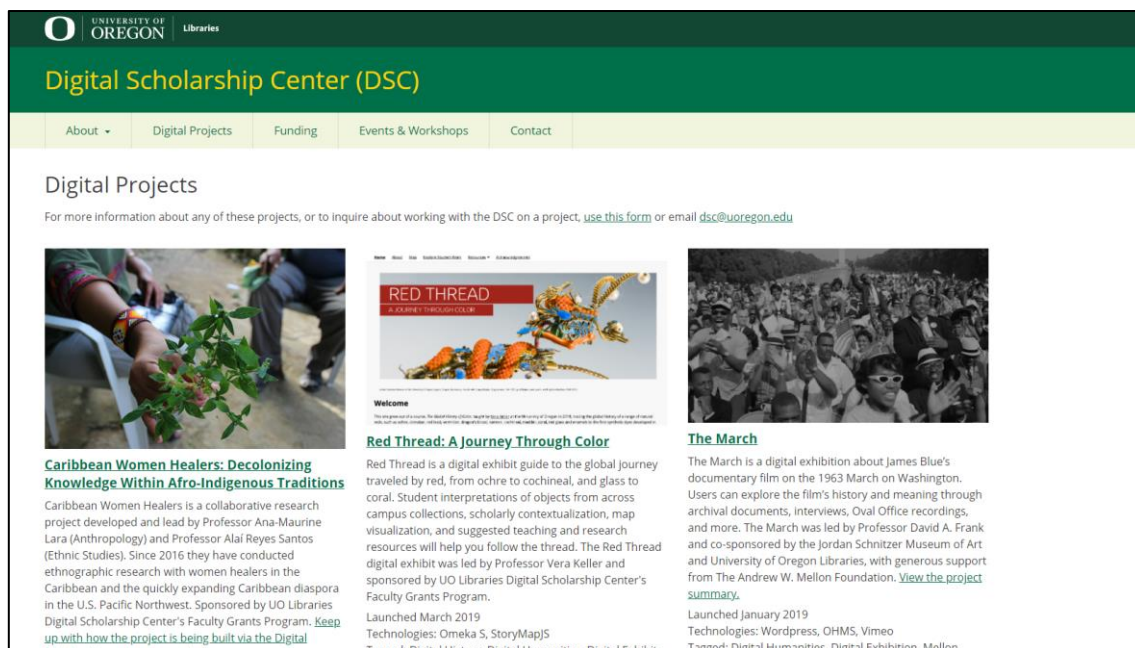 UNIVERSITY OF
OREGON
Libraries
Digital Scholarship Center (DSC)
About
Digital Projects
Funding
Events & Workshops
Contact
Digital Projects
For more information about any of these projects, or to inquire about working with the DSC on a project, use this form or email dsc@uoregon.edu
Caribbean Women Healers: Decolonizing
Knowledge Within Afro-Indigenous Traditions
Caribbean Women Healers is a collaborative research
project developed and lead by Professor Ana-Maurine
Lara (Anthropology) and Professor Alaí Reyes Santos
(Ethnic Studies). Since 2016 they have conducted
ethnographic research with women healers in the
Caribbean and the quickly expanding Caribbean diaspora
in the U.S. Pacific Northwest. Sponsored by UO Libraries
Digital Scholarship Center's Faculty Grants Program. Keep
up with how the project is being built via the Digital
RED THREAD
A JOURNEY THROUGH COLOR
Welcome
Red Thread: A Journey Through Color
Red Thread is a digital exhibit guide to the global journey
traveled by red, from ochre to cochineal, and glass to
coral. Student interpretations of objects from across
campus collections, scholarly contextualization, map
visualization, and suggested teaching and research
resources will help you follow the thread. The Red Thread
digital exhibit was led by Professor Vera Keller and
sponsored by UO Libraries Digital Scholarship Center's
Faculty Grants Program.
Launched March 2019
Technologies: Omeka S, StoryMapJS
The March
The March is a digital exhibition about James Blue's
documentary film on the 1963 March on Washington.
Users can explore the film's history and meaning through
archival documents, interviews, Oval Office recordings,
and more. The March was led by Professor David A. Frank
and co-sponsored by the Jordan Schnitzer Museum of Art
and University of Oregon Libraries, with generous support
from The Andrew W. Mellon Foundation. View the project
summary.
Launched January 2019
Technologies: Wordpress, OHMS, Vimeo
Tagged: Digital Humanities, Digital Exhibition, Mellon